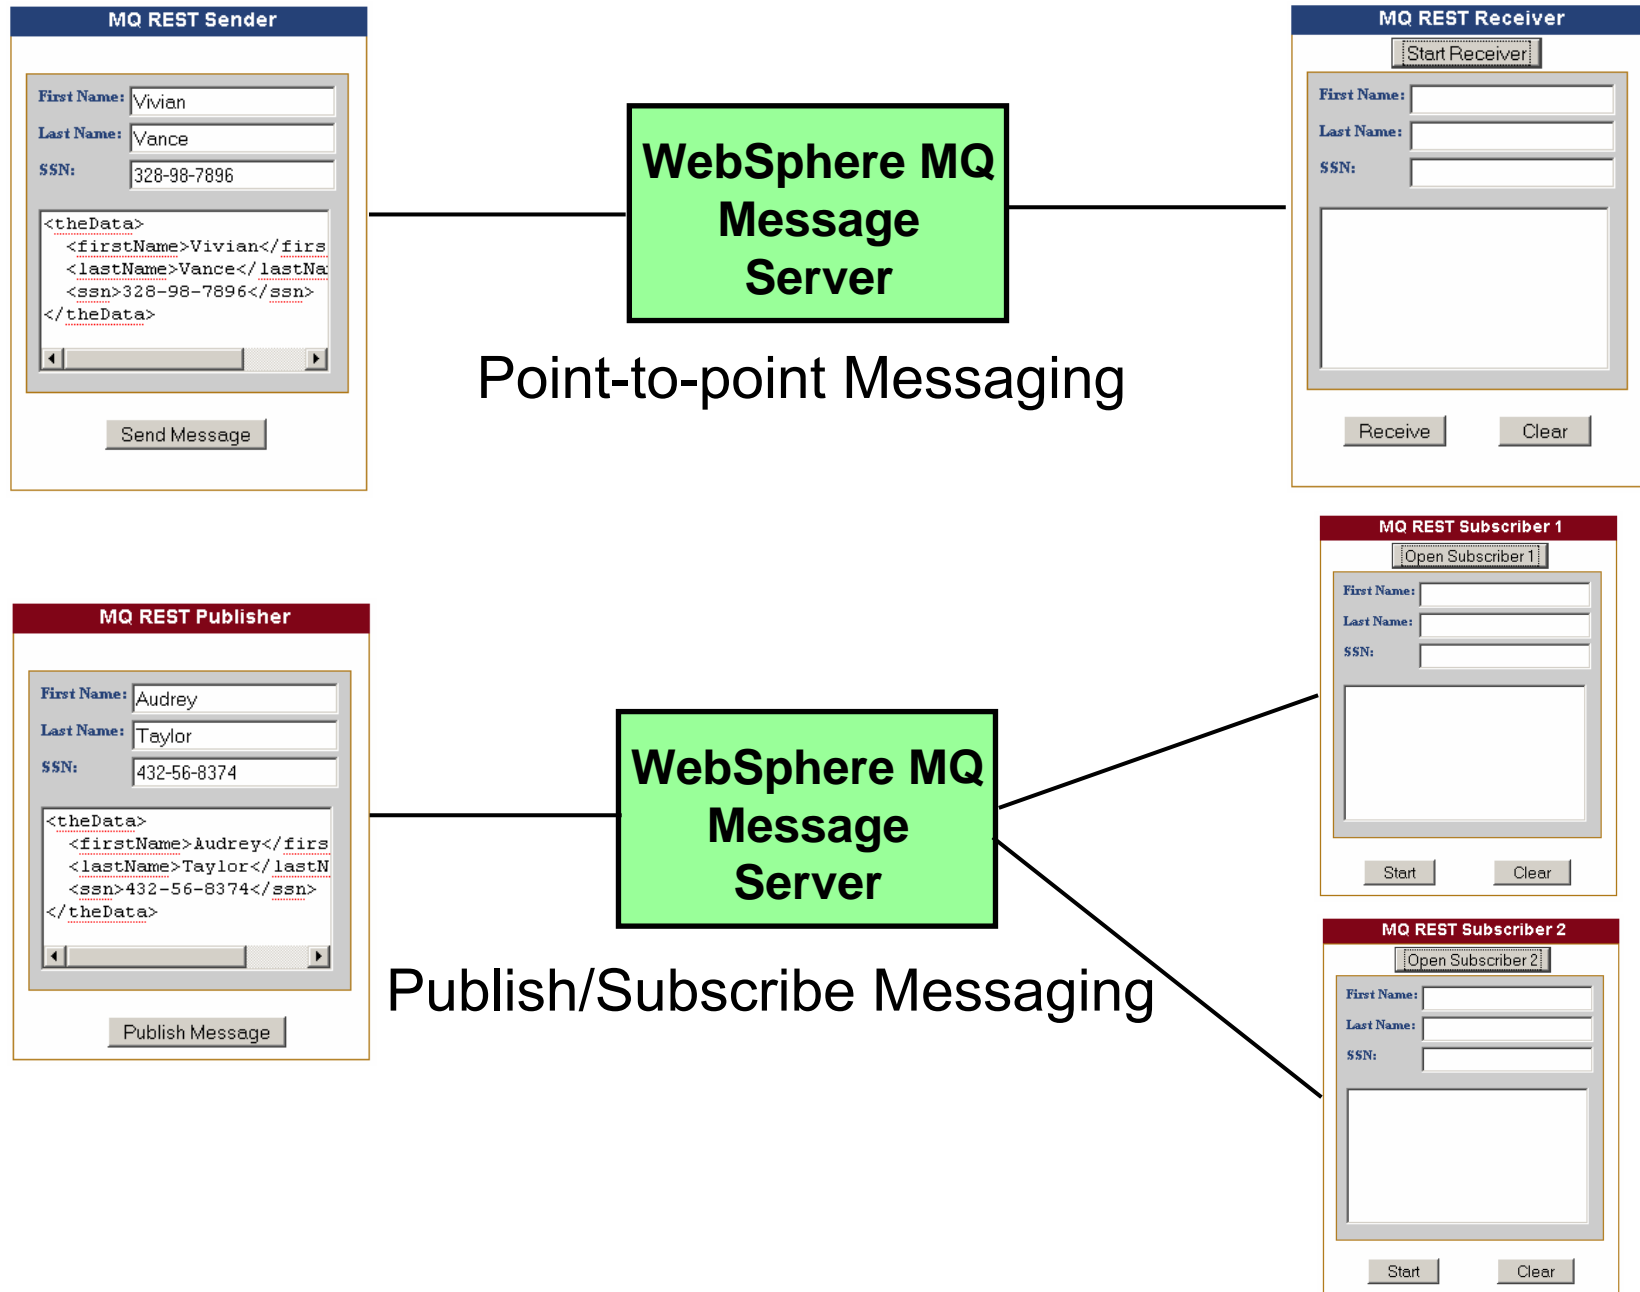 MQ REST Sender
First Name: Vivian
Last Name: Vance
SSN: 328-98-7896
<theData>
<firstName>Vivian</firs
<lastName>Vance</lastNa
<ssn>328-98-7896</ssn>
</theData>
Send Message
WebSphere MQ
Message
Server
Point-to-point Messaging
MQ REST Receiver
Start Receiver
First Name:
Last Name:
SSN:
Receive Clear
MQ REST Publisher
First Name: Audrey
Last Name: Taylor
SSN: 432-56-8374
<theData>
<firstName>Audrey</firs
<lastName>Taylor</lastN
<ssn>432-56-8374</ssn>
</theData>
Publish Message
WebSphere MQ
Message
Server
Publish/Subscribe Messaging
MQ REST Subscriber 1
Open Subscriber 1
First Name:
Last Name:
SSN:
Start Clear
MQ REST Subscriber 2
Open Subscriber 2
First Name:
Last Name:
SSN:
Start Clear